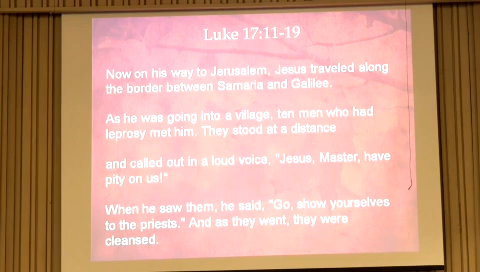 Luke 17:11-19
Now on his way to Jerusalem, Jesus traveled along
the border between Samaria and Galilee.
As he was going into a village, ten men who had
leprosy met him. They stood at a distance
and called out in a loud voice, "Jesus, Master, have
pity on us!"
When he saw them, he said, "Go, show yourselves
to the priests." And as they went, they were
cleansed.